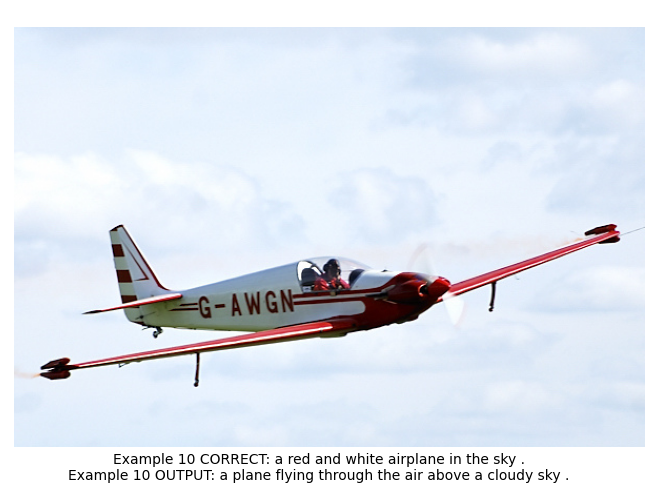 G-AWGN
Example 10 CORRECT: a red and white airplane in the sky .
Example 10 OUTPUT: a plane flying through the air above a cloudy sky .